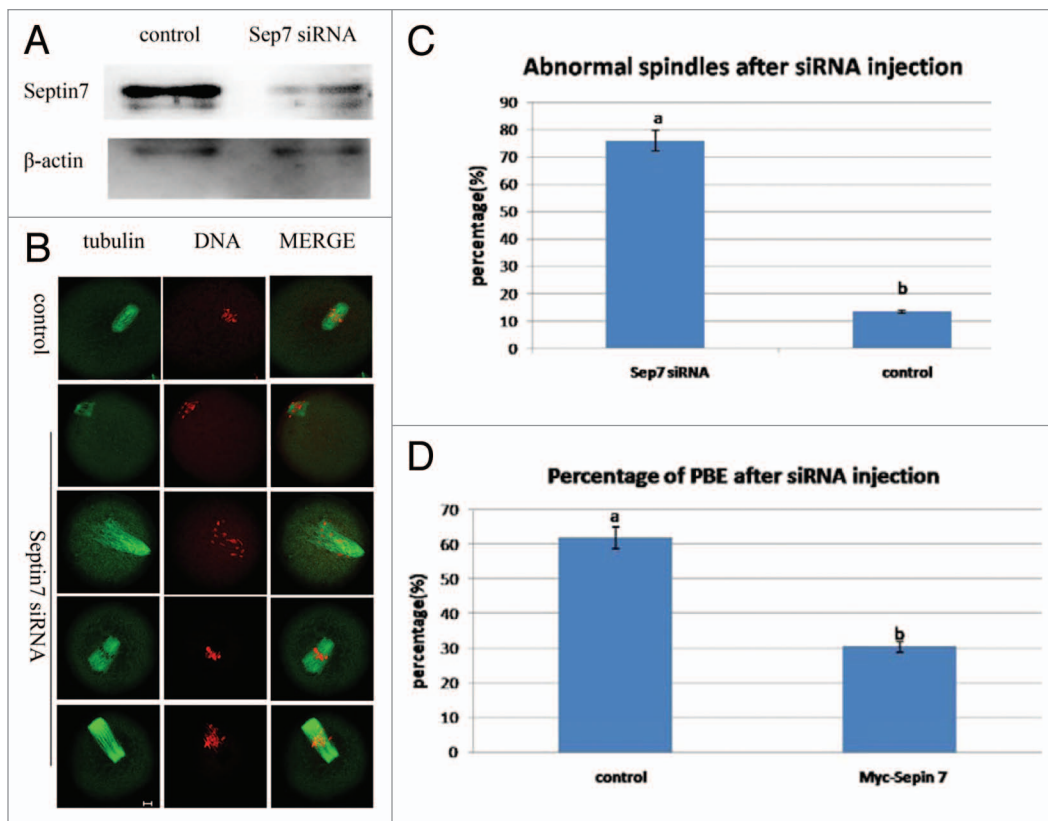 A
control Sep7 siRNA
Septin7
β-actin
B
tubulin DNA MERGE
control
Septin7 siRNA
C
Abnormal spindles after siRNA injection
percentage(%)
90
80
70
60
50
40
30
20
10
0
a
b
Sep7 siRNA control
D
Percentage of PBE after siRNA injection
percentage(%)
70
60
50
40
30
20
10
0
a
b
control Myc-Sepin 7